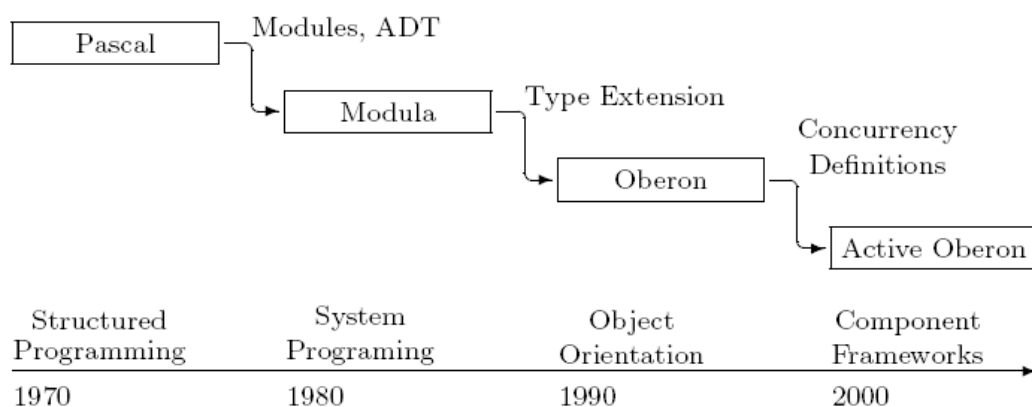 Pascal
Modules, ADT
Modula
Type Extension
Oberon
Concurrency
Definitions
Active Oberon
Structured
Programming
System
Programing
Object
Orientation
Component
Frameworks
1970
1980
1990
2000